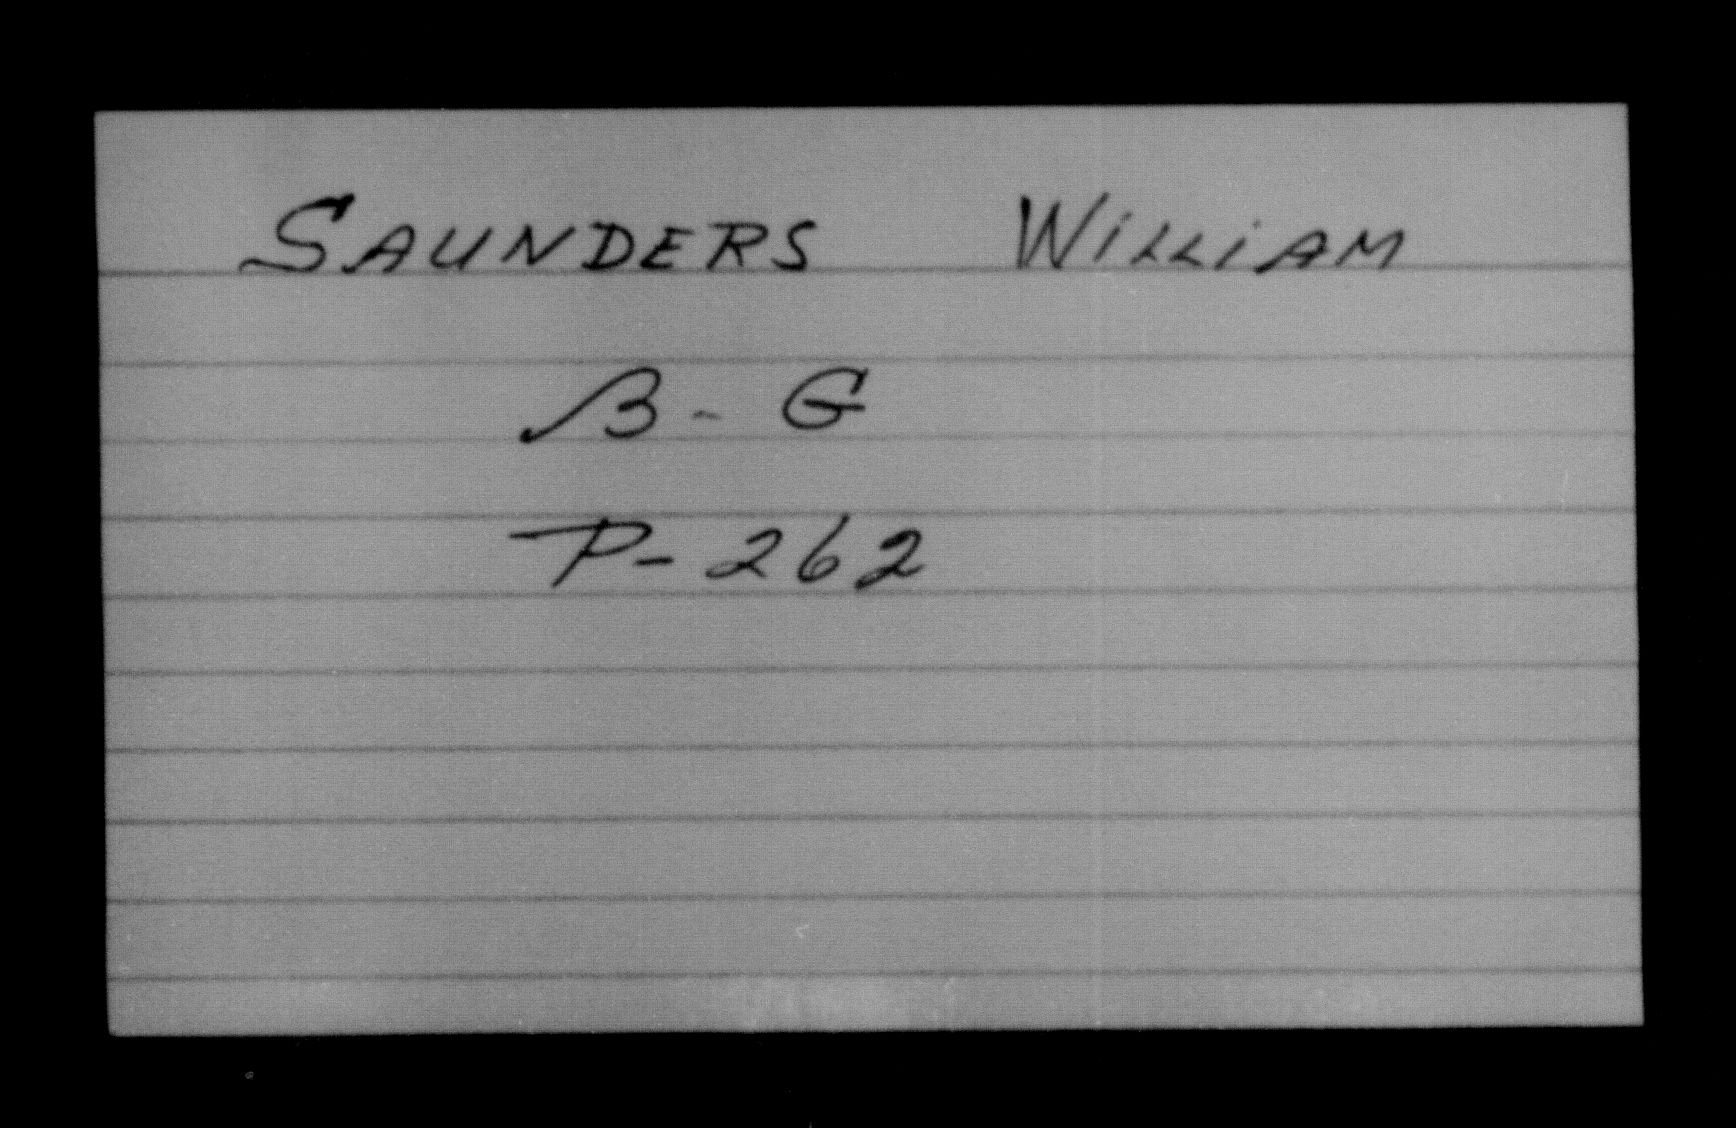 SAUNDERS WILLIAM
B - G
P - 262